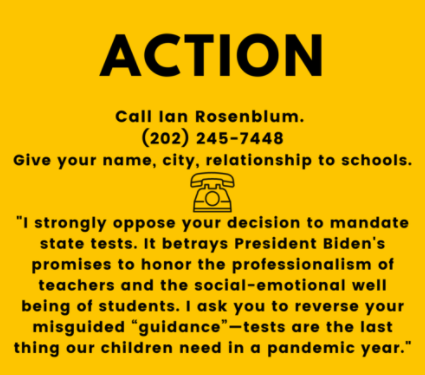 ACTION
Call Ian Rosenblum.
(202) 245-7448
Give your name, city, relationship to schools.
"I strongly oppose your decision to mandate
state tests. It betrays President Biden's
promises to honor the professionalism of
teachers and the social-emotional well
being of students. I ask you to reverse your
misguided “guidance”—tests are the last
thing our children need in a pandemic year."